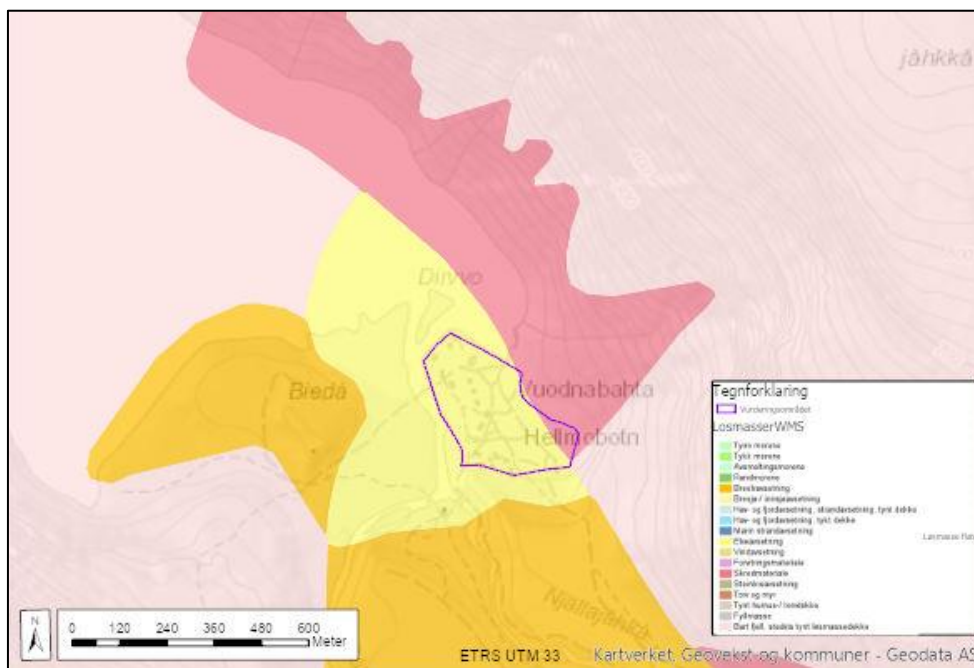 jåhkkå
Dijvvo
Biedá
Vuodnabahta
Hellmobotn
Njállajåhkå
Tegnforklaring
Vurderingsområdet
LosmasserWMS
Tynn morene
Tykk morene
Avsmeltingsmorene
Randmorene
Breelvavsetning
Bresjø / innsjøavsetning
Hav- og fjordavsetning, strandavsetning, tynt dekke
Hav- og fjordavsetning, tykt dekke
Marin strandavsetning
Elveavsetning
Vindavsetning
Forvitringsmateriale
Skredmateriale
Steinbreavsetning
Torv og myr
Tynt humus-/ torvdekke
Fyllmasse
Bart fjell, stedvis tynt løsmassedekke
N
0 120 240 360 480 600
Meter
ETRS UTM 33
Kartverket, Geovekst og kommuner - Geodata AS